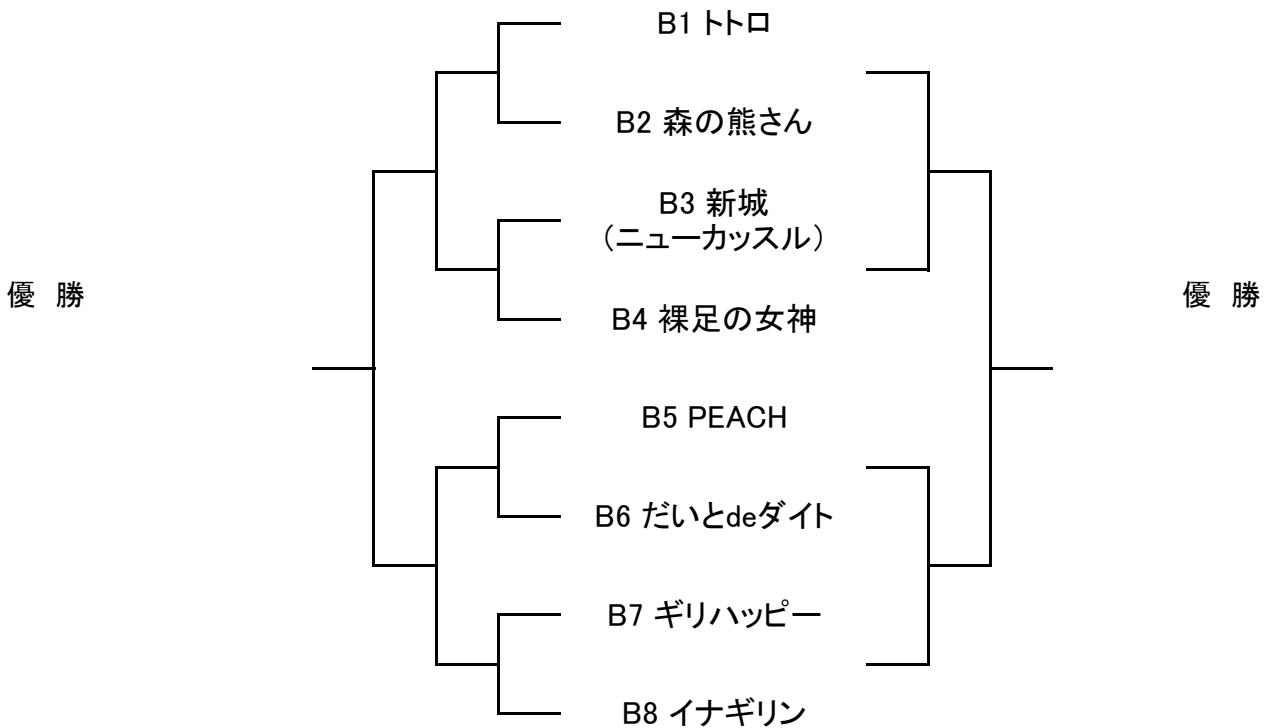 B1 トトロ
B2 森の熊さん
B3 新城
（ニューカッスル）
優 勝
優 勝
B4 裸足の女神
B5 PEACH
B6 だいとdeダイト
B7 ギリハッピー
B8 イナギリン